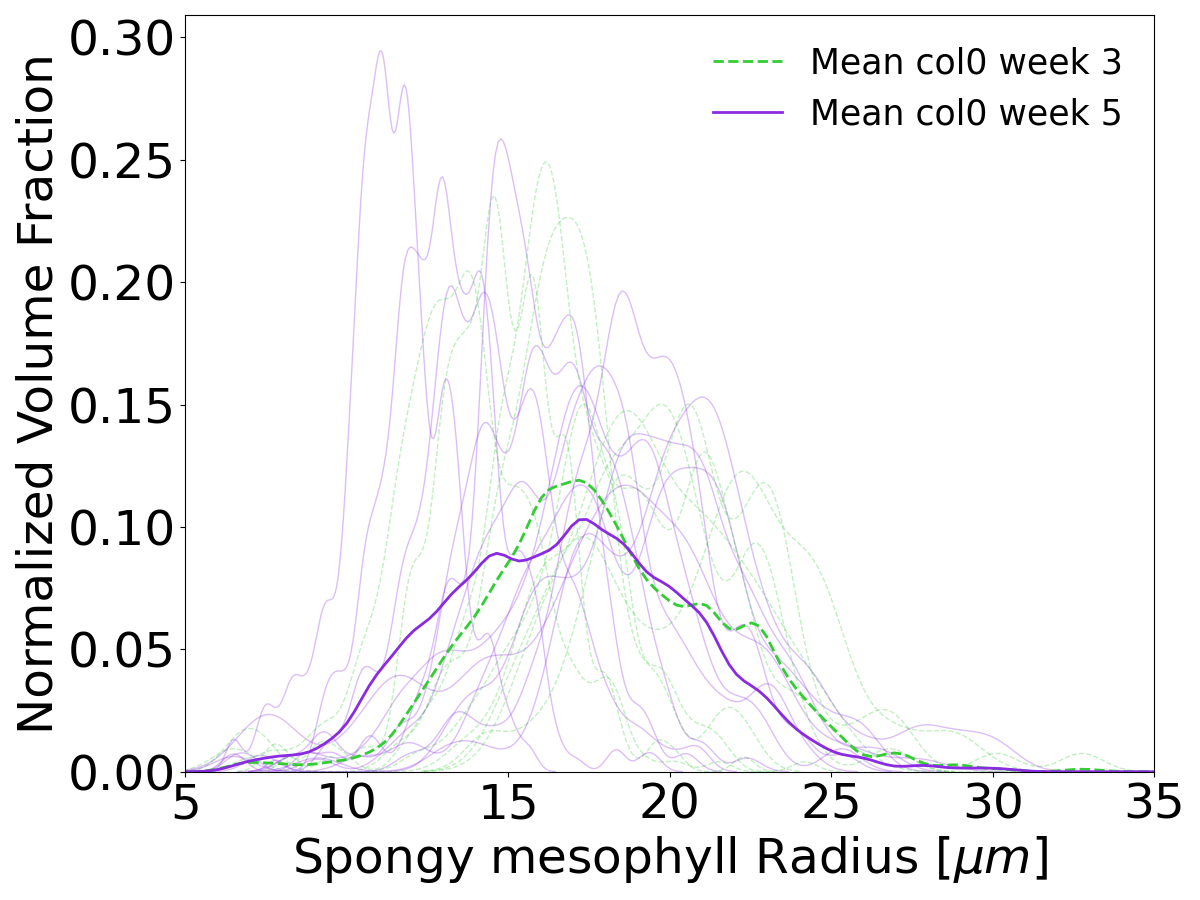 0.30
0.25
0.20
0.15
0.10
0.05
0.00
Normalized Volume Fraction
Mean col0 week 3
Mean col0 week 5
5 10 15 20 25 30 35
Spongy mesophyll Radius [μm]